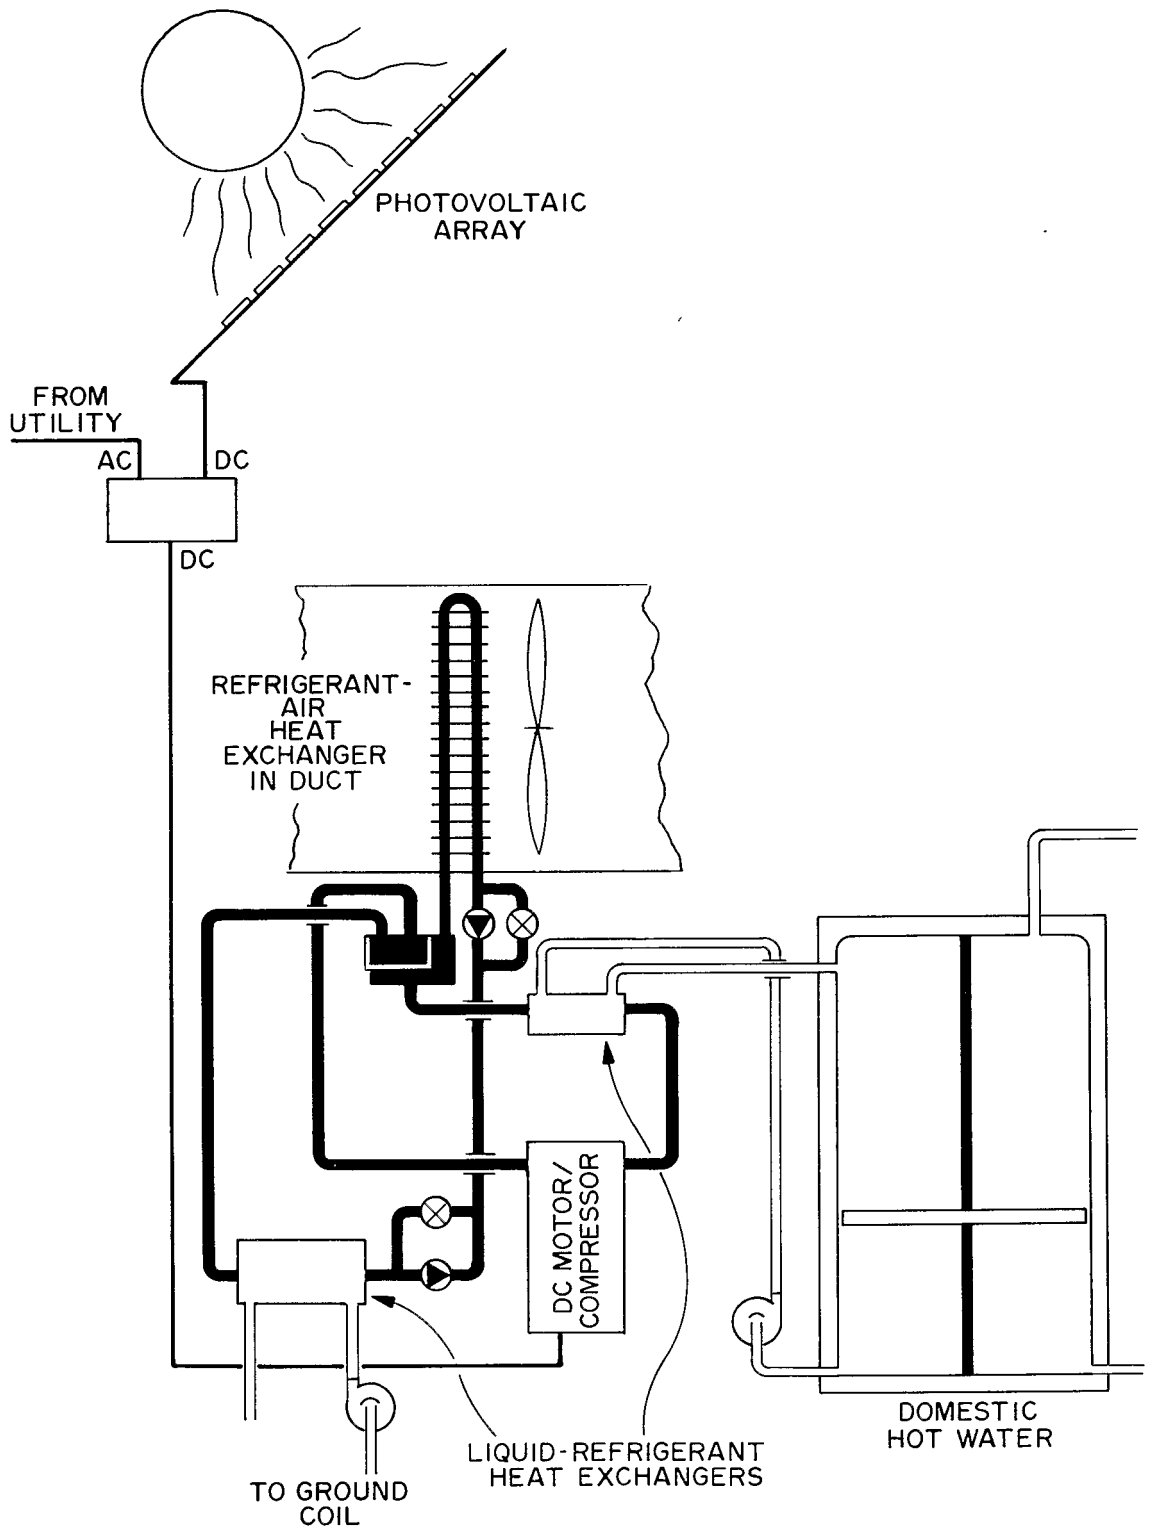 PHOTOVOLTAIC
ARRAY
FROM
UTILITY
AC
DC
DC
REFRIGERANT-
AIR
HEAT
EXCHANGER
IN DUCT
DC MOTOR/
COMPRESSOR
DOMESTIC
HOT WATER
LIQUID-REFRIGERANT
HEAT EXCHANGERS
TO GROUND
COIL